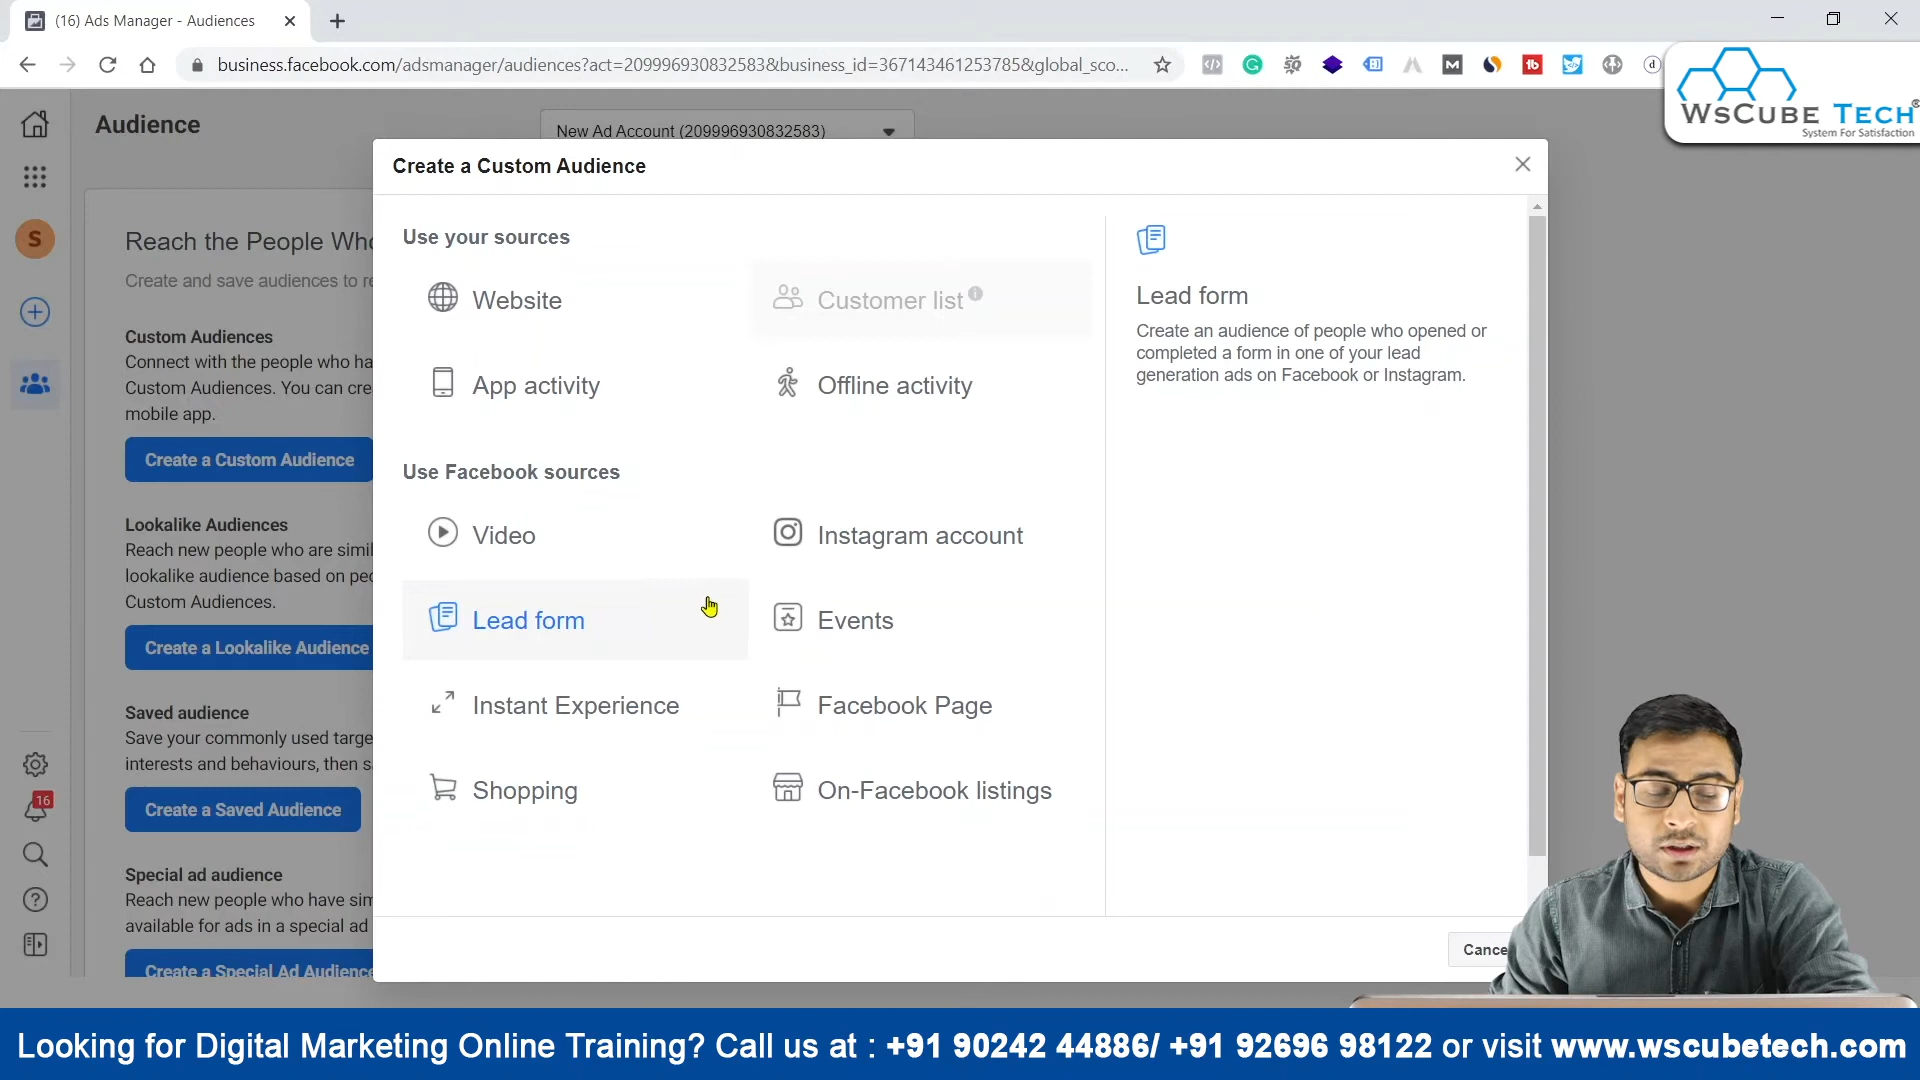 (16) Ads Manager - Audiences
business.facebook.com/adsmanager/audiences?act=209996930832583&business_id=367143461253785&global_sco...
WsCube Tech®
System For Satisfaction
Audience
New Ad Account (209996930832583)
Create a Custom Audience
Reach the People Who
Create and save audiences to re
S
Custom Audiences
Connect with the people who ha
Custom Audiences. You can cre
mobile app.
Create a Custom Audience
Lookalike Audiences
Reach new people who are simil
lookalike audience based on peo
Custom Audiences.
Create a Lookalike Audience
Saved audience
Save your commonly used targe
interests and behaviours, then s
Create a Saved Audience
16
Special ad audience
Reach new people who have sim
available for ads in a special ad
Create a Special Ad Audience
Use your sources
Website
Customer list
App activity
Offline activity
Use Facebook sources
Video
Instagram account
Lead form
Events
Instant Experience
Facebook Page
Shopping
On-Facebook listings
Lead form
Create an audience of people who opened or
completed a form in one of your lead
generation ads on Facebook or Instagram.
Cance
Looking for Digital Marketing Online Training? Call us at : +91 90242 44886/ +91 92696 98122 or visit www.wscubetech.com